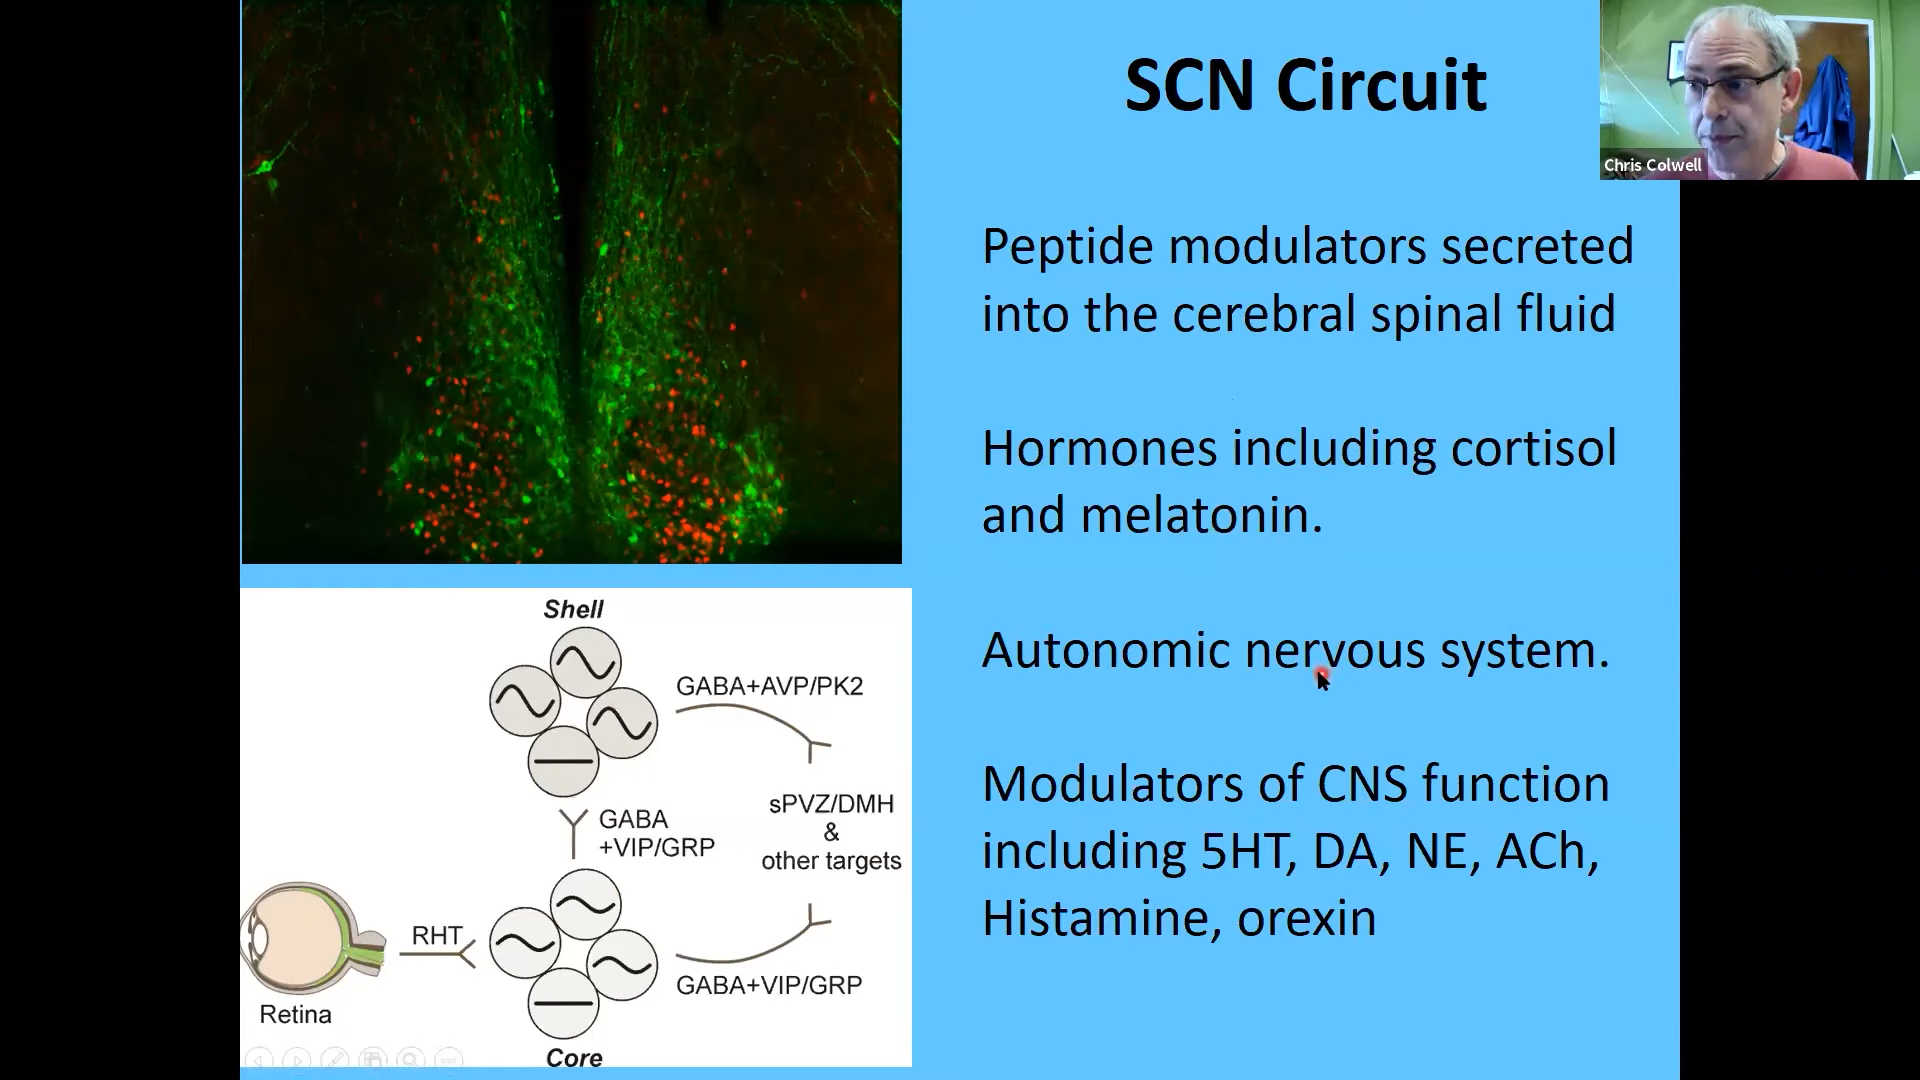 SCN Circuit
Chris Colwell
Peptide modulators secreted
into the cerebral spinal fluid
Hormones including cortisol
and melatonin.
Autonomic nervous system.
Modulators of CNS function
including 5HT, DA, NE, ACh,
Histamine, orexin
Shell
GABA+AVP/PK2
GABA
+VIP/GRP
sPVZ/DMH
&
other targets
RHT
GABA+VIP/GRP
Retina
Core